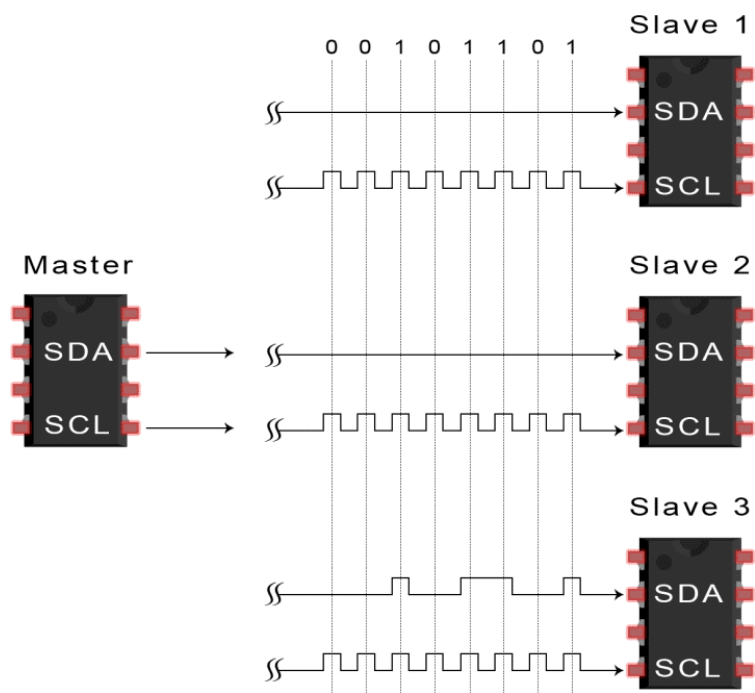 Slave 1
0 0 1 0 1 1 0 1
SDA
SCL
Master
SDA
SCL
Slave 2
SDA
SCL
Slave 3
SDA
SCL